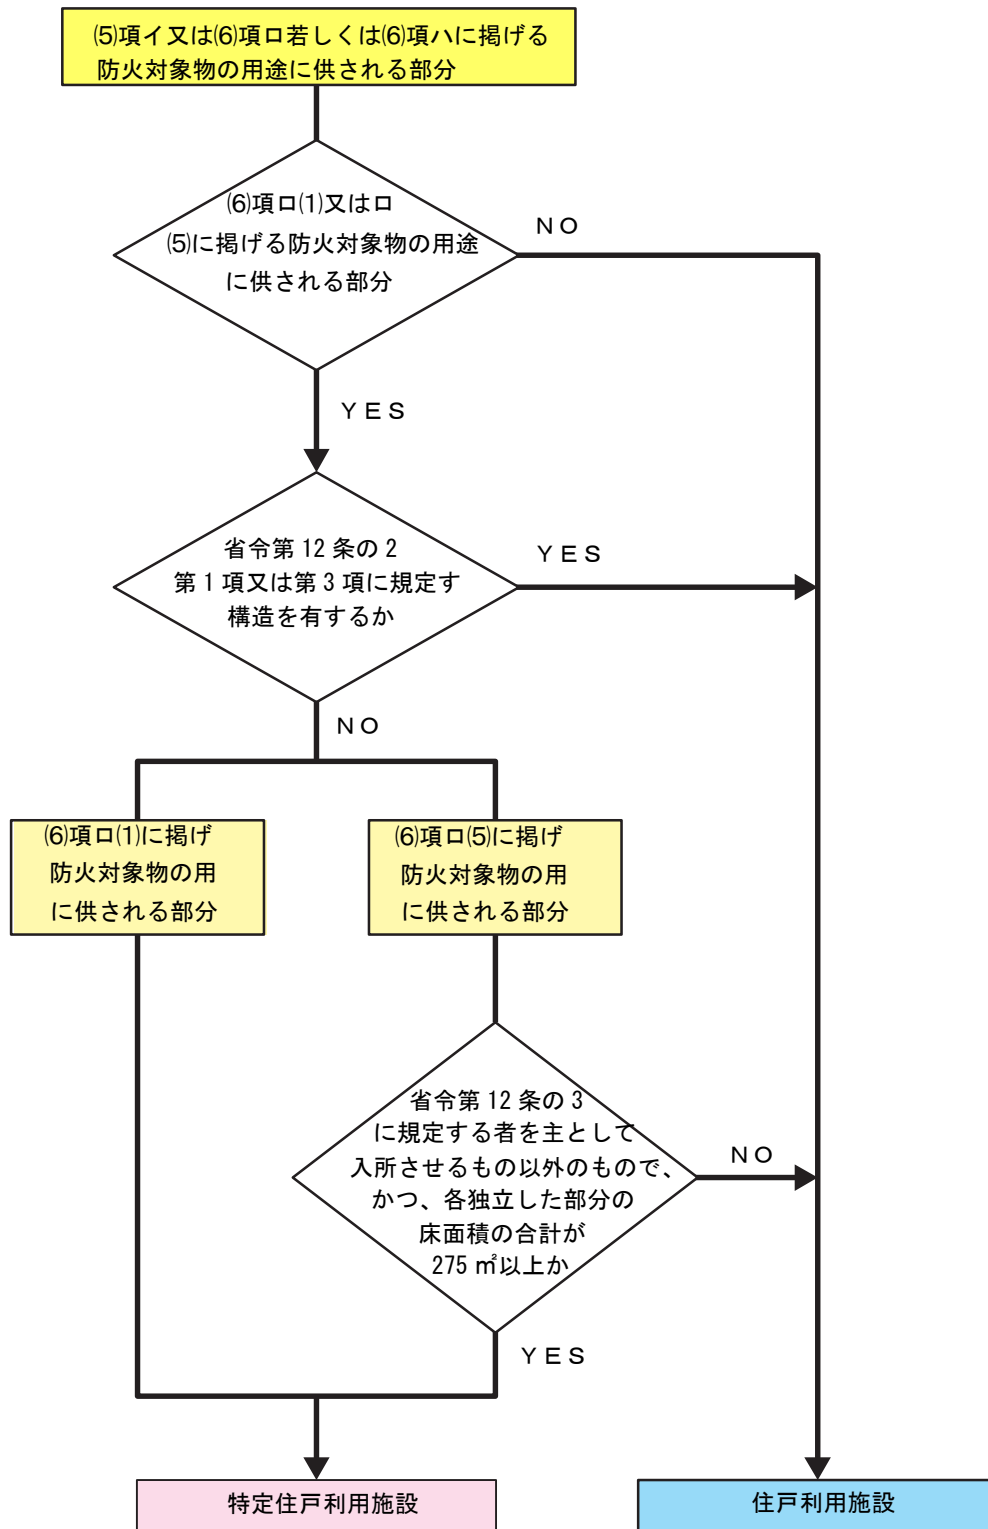 ⑸項イ又は⑹項ロ若しくは⑹項ハに掲げる
防火対象物の用途に供される部分
⑹項ロ⑴又はロ
⑸に掲げる防火対象物の用途
に供される部分
NO
YES
省令第12条の2
第1項又は第3項に規定す
構造を有するか
YES
NO
⑹項ロ⑴に掲げ
防火対象物の用
に供される部分
⑹項ロ⑸に掲げ
防火対象物の用
に供される部分
省令第12条の3
に規定する者を主として
入所させるもの以外のもので、
かつ、各独立した部分の
床面積の合計が
275㎡以上か
NO
YES
特定住戸利用施設
住戸利用施設